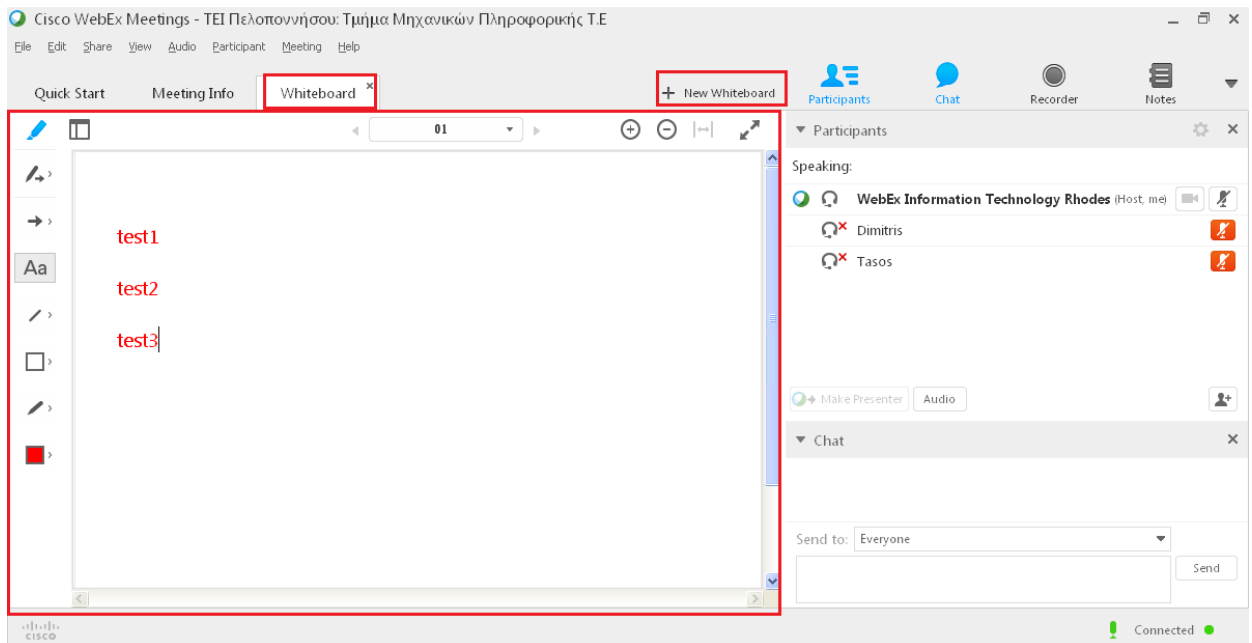 Cisco WebEx Meetings - ΤΕΙ Πελοποννήσου: Τμήμα Μηχανικών Πληροφορικής Τ.Ε
File Edit Share View Audio Participant Meeting Help
Quick Start Meeting Info Whiteboard + New Whiteboard Participants Chat Recorder Notes
01
Participants
Speaking:
WebEx Information Technology Rhodes (Host, me)
Dimitris
Tasos
Aa
test1
test2
test3
Make Presenter Audio
Chat
Send to: Everyone
Send
CISCO
Connected